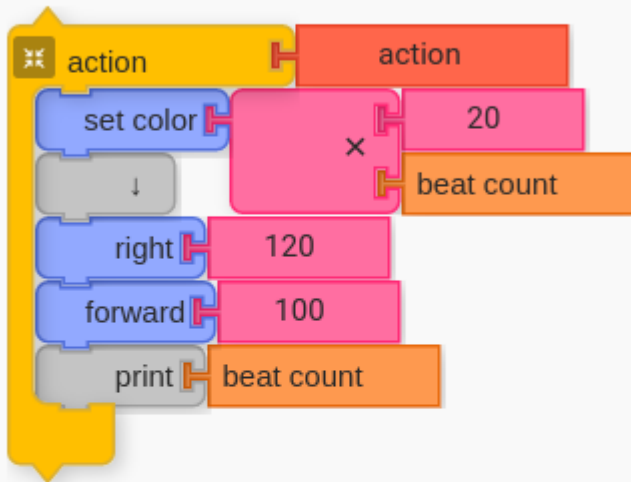 action action
set color × 20
↓ beat count
right 120
forward 100
print beat count